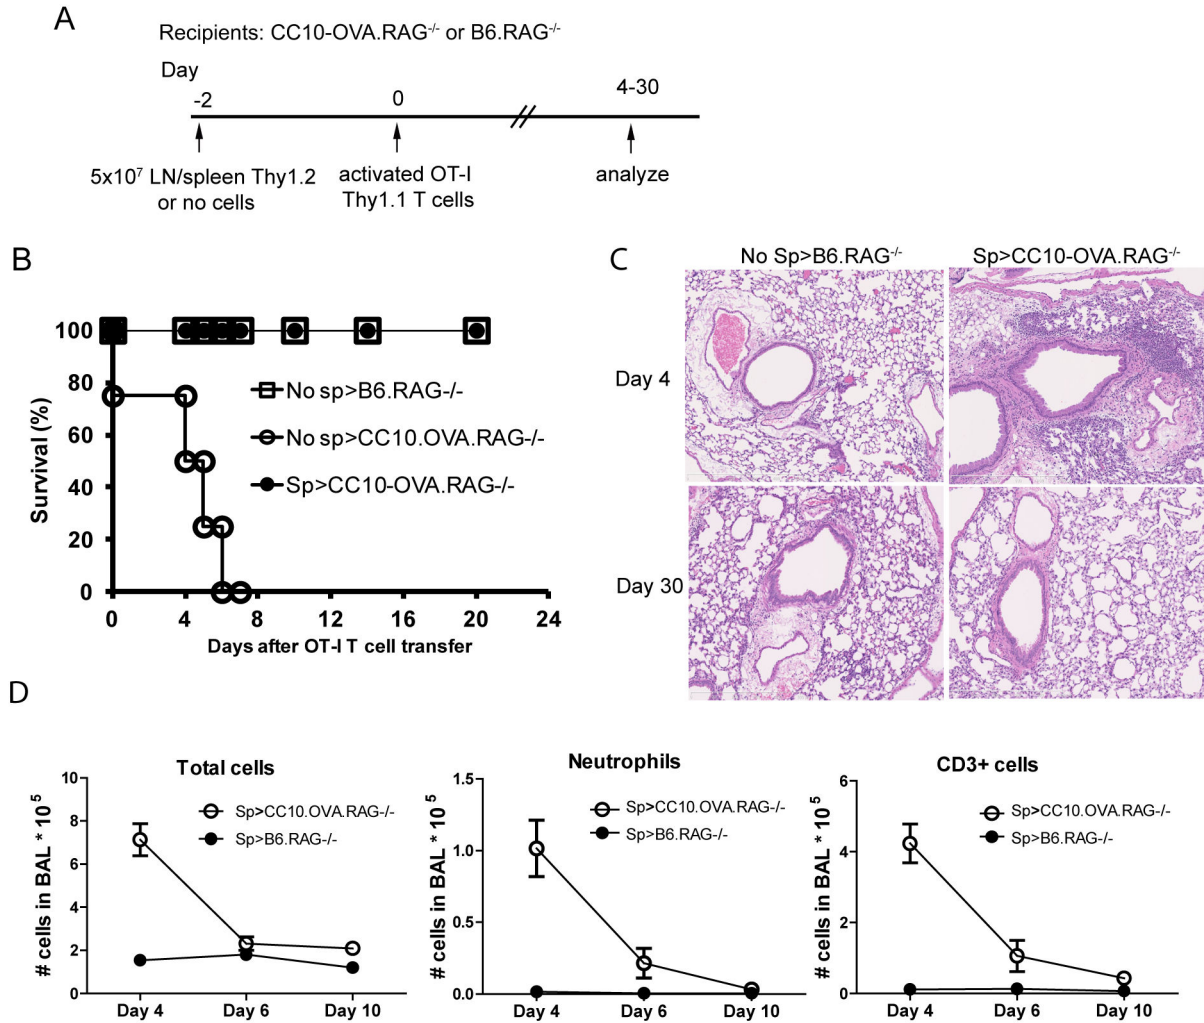 A
Recipients: CC10-OVA.RAG-/- or B6.RAG-/-
Day
-2
0
4-30
5x10⁷ LN/spleen Thy1.2
or no cells
activated OT-I
Thy1.1 T cells
analyze
B
Survival (%)
100
80
60
40
20
0
0 4 8 12 16 20 24
Days after OT-I T cell transfer
No sp>B6.RAG-/-
No sp>CC10.OVA.RAG-/-
Sp>CC10-OVA.RAG-/-
C
No Sp>B6.RAG-/-
Sp>CC10-OVA.RAG-/-
Day 4
Day 30
D
Total cells
# cells in BAL * 10 5
10
8
6
4
2
0
Sp>CC10.OVA.RAG-/-
Sp>B6.RAG-/-
Day 4 Day 6 Day 10
Neutrophils
# cells in BAL * 10 5
1.5
1.0
0.5
0.0
Sp>CC10.OVA.RAG-/-
Sp>B6.RAG-/-
Day 4 Day 6 Day 10
CD3+ cells
# cells in BAL * 10 5
6
4
2
0
Sp>CC10.OVA.RAG-/-
Sp>B6.RAG-/-
Day 4 Day 6 Day 10